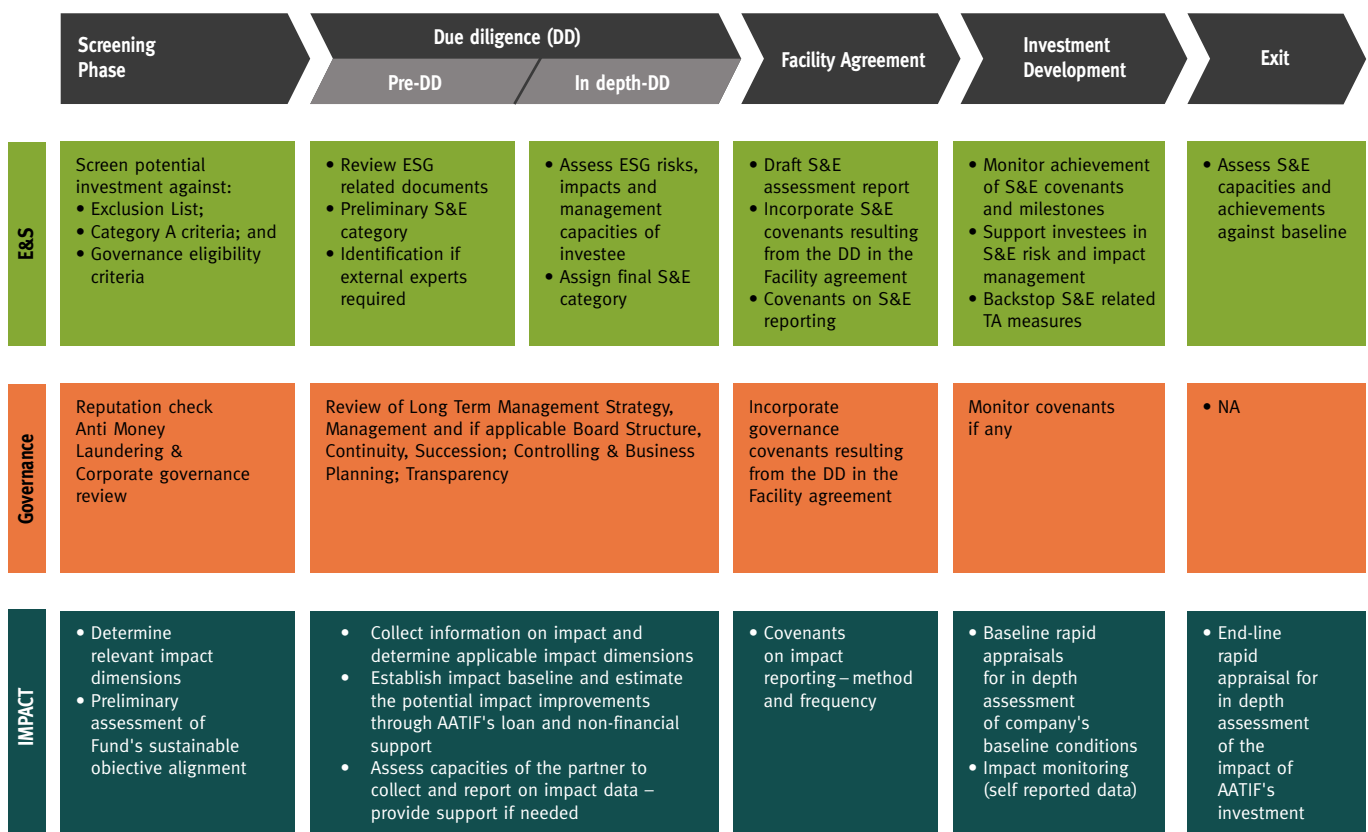 Screening
Phase
Due diligence (DD)
Pre-DD
In depth-DD
Facility Agreement
Investment
Development
Exit
E&S
Screen potential
investment against:
• Exclusion List;
• Category A criteria; and
• Governance eligibility
criteria
• Review ESG
related documents
• Preliminary S&E
category
• Identification if
external experts
required
• Assess ESG risks,
impacts and
management
capacities of
investee
• Assign final S&E
category
• Draft S&E
assessment report
• Incorporate S&E
covenants resulting
from the DD in the
Facility agreement
• Covenants on S&E
reporting
• Monitor achievement
of S&E covenants
and milestones
• Support investees in
S&E risk and impact
management
• Backstop S&E related
TA measures
• Assess S&E
capacities and
achievements
against baseline
Governance
Reputation check
Anti Money
Laundering &
Corporate governance
review
Review of Long Term Management Strategy,
Management and if applicable Board Structure,
Continuity, Succession; Controlling & Business
Planning; Transparency
Incorporate
governance
covenants resulting
from the DD in the
Facility agreement
Monitor covenants
if any
• NA
IMPACT
• Determine
relevant impact
dimensions
• Preliminary
assessment of
Fund's sustainable
obiective alignment
• Collect information on impact and
determine applicable impact dimensions
• Establish impact baseline and estimate
the potential impact improvements
through AATIF's loan and non-financial
support
• Assess capacities of the partner to
collect and report on impact data –
provide support if needed
• Covenants
on impact
reporting – method
and frequency
• Baseline rapid
appraisals
for in depth
assessment
of company's
baseline conditions
• Impact monitoring
(self reported data)
• End-line
rapid
appraisal for
in depth
assessment
of the
impact of
AATIF's
investment